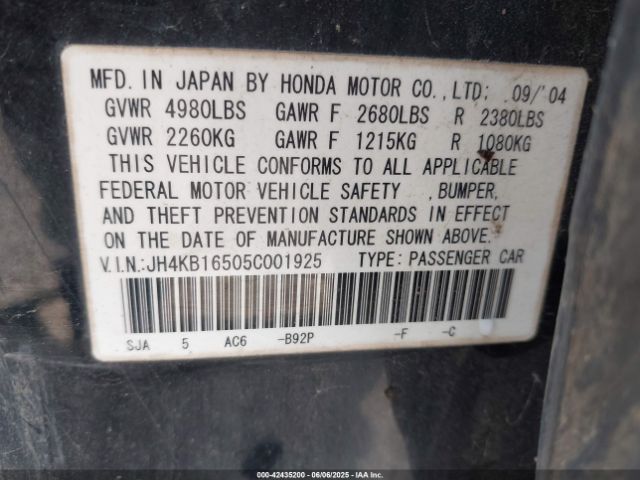 MFD. IN JAPAN BY HONDA MOTOR CO., LTD; 09/'04
GVWR 4980LBS GAWR F 2680LBS R 2380LBS
GVWR 2260KG GAWR F 1215KG R 1080KG
THIS VEHICLE CONFORMS TO ALL APPLICABLE
FEDERAL MOTOR VEHICLE SAFETY , BUMPER,
AND THEFT PREVENTION STANDARDS IN EFFECT
ON THE DATE OF MANUFACTURE SHOWN ABOVE.
V.I.N.:JH4KB16505C001925 TYPE: PASSENGER CAR
SJA 5 AC6 -B92P -F -C
000-42435200 - 06/06/2025 - IAA Inc.